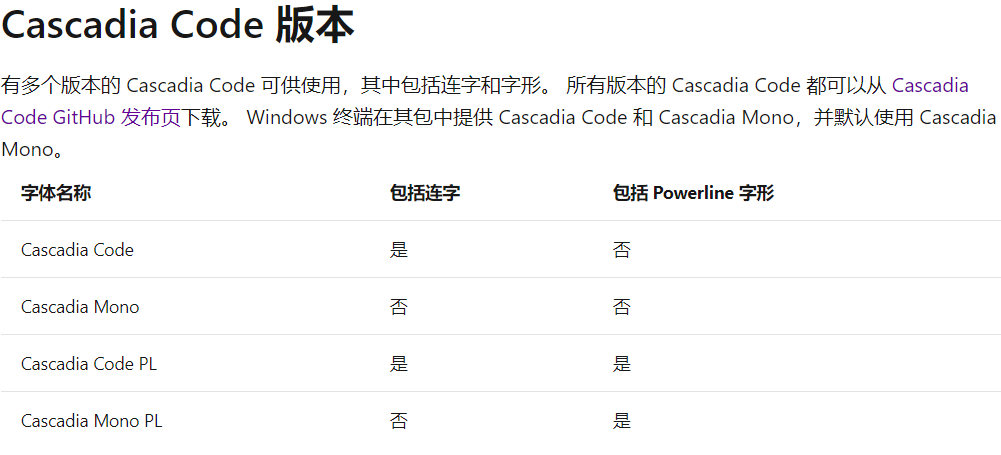 Cascadia Code 版本
有多个版本的 Cascadia Code 可供使用，其中包括连字和字形。 所有版本的 Cascadia Code 都可以从 Cascadia
Code GitHub 发布页下载。 Windows 终端在其包中提供 Cascadia Code 和 Cascadia Mono，并默认使用 Cascadia
Mono。
字体名称 包括连字 包括 Powerline 字形
Cascadia Code 是 否
Cascadia Mono 否 否
Cascadia Code PL 是 是
Cascadia Mono PL 否 是